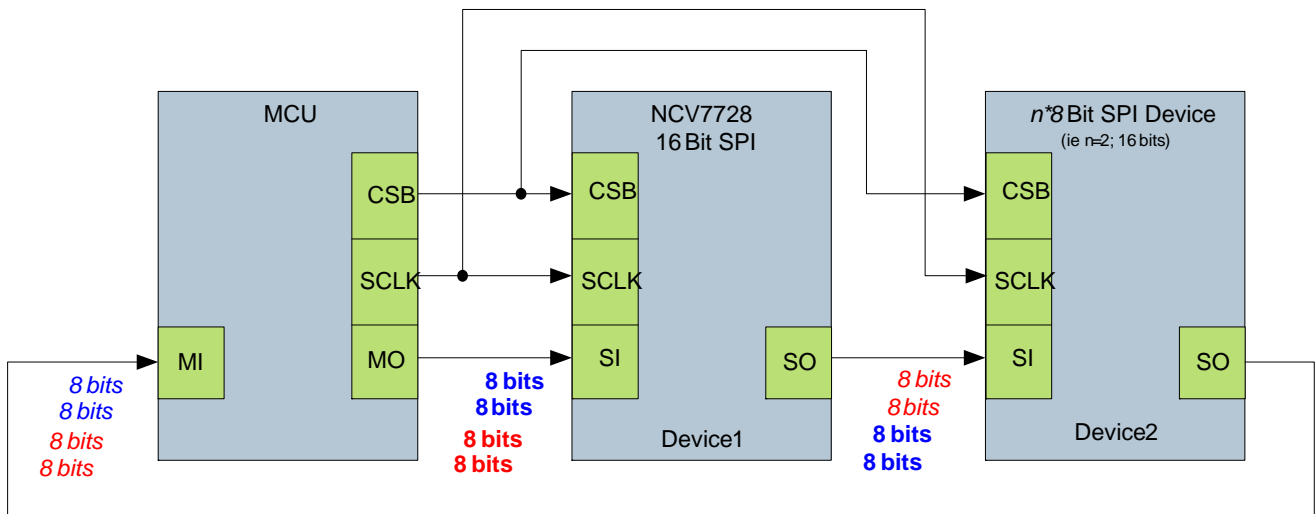 MCU
CSB
SCLK
MO
MI
8 bits
8 bits
8 bits
8 bits
8 bits
8 bits
8 bits
8 bits
NCV7728
16 Bit SPI
CSB
SCLK
SI
SO
Device1
8 bits
8 bits
8 bits
8 bits
n*8 Bit SPI Device
(ie n=2; 16 bits)
CSB
SCLK
SI
SO
Device2